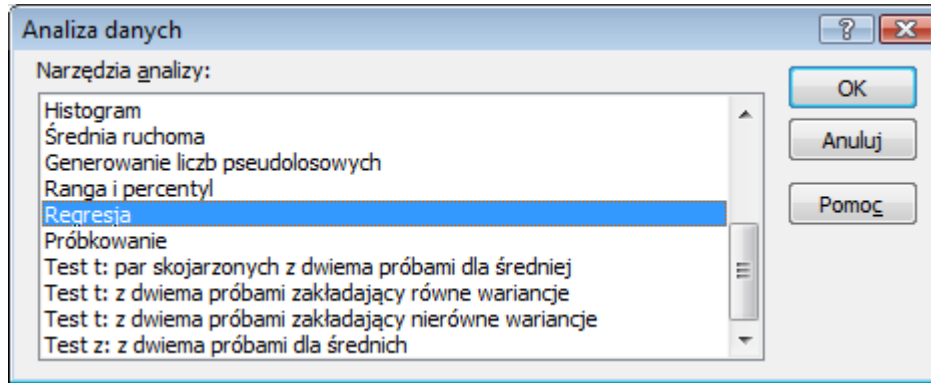 Analiza danych
Narzędzia analizy:
Histogram
Średnia ruchoma
Generowanie liczb pseudolosowych
Ranga i percentyl
Regresja
Próbkowanie
Test t: par skojarzonych z dwiema próbami dla średniej
Test t: z dwiema próbami zakładający równe wariancje
Test t: z dwiema próbami zakładający nierówne wariancje
Test z: z dwiema próbami dla średnich
OK
Anuluj
Pomoc